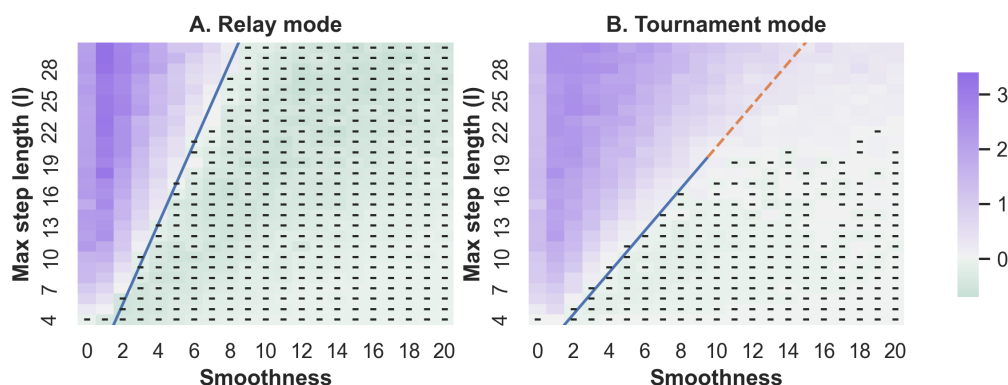 A. Relay mode
B. Tournament mode
Max step length (l)
28
25
22
19
16
13
10
7
4
0 2 4 6 8 10 12 14 16 18 20
Smoothness
Max step length (l)
28
25
22
19
16
13
10
7
4
0 2 4 6 8 10 12 14 16 18 20
Smoothness
3
2
1
0